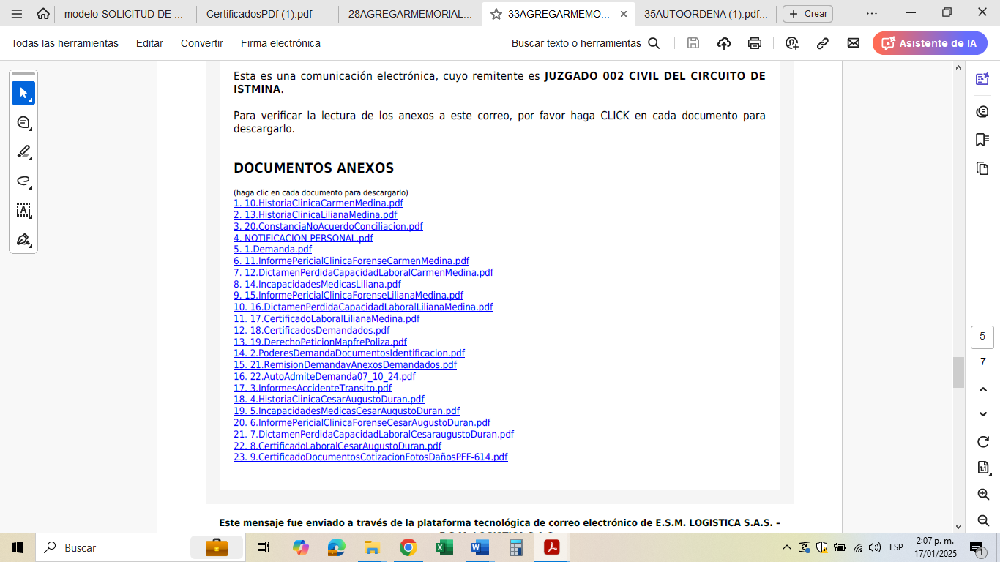 modelo-SOLICITUD DE ...
CertificadosPDf (1).pdf
28AGREGARMEMORIAL...
33AGREGARMEMO...
35AUTOORDENA (1).pdf...
Crear
Todas las herramientas
Editar
Convertir
Firma electrónica
Buscar texto o herramientas
Asistente de IA
Esta es una comunicación electrónica, cuyo remitente es JUZGADO 002 CIVIL DEL CIRCUITO DE
ISTMINA.
Para verificar la lectura de los anexos a este correo, por favor haga CLICK en cada documento para
descargarlo.
DOCUMENTOS ANEXOS
(haga clic en cada documento para descargarlo)
1. 10.HistoriaClinicaCarmenMedina.pdf
2. 13.HistoriaClinicaLilianaMedina.pdf
3. 20.ConstanciaNoAcuerdoConciliacion.pdf
4. NOTIFICACION PERSONAL.pdf
5. 1.Demanda.pdf
6. 11.InformePericialClinicaForenseCarmenMedina.pdf
7. 12.DictamenPerdidaCapacidadLaboralCarmenMedina.pdf
8. 14.IncapacidadesMedicasLiliana.pdf
9. 15.InformePericialClinicaForenseLilianaMedina.pdf
10. 16.DictamenPerdidaCapacidadLaboralLilianaMedina.pdf
11. 17.CertificadoLaboralLilianaMedina.pdf
12. 18.CertificadosDemandados.pdf
13. 19.DerechoPeticionMapfrePoliza.pdf
14. 2.PoderesDemandaDocumentosIdentificacion.pdf
15. 21.RemisionDemandayAnexosDemandados.pdf
16. 22.AutoAdmiteDemanda07_10_24.pdf
17. 3.InformesAccidenteTransito.pdf
18. 4.HistoriaClinicaCesarAugustoDuran.pdf
19. 5.IncapacidadesMedicasCesarAugustoDuran.pdf
20. 6.InformePericialClinicaForenseCesarAugustoDuran.pdf
21. 7.DictamenPerdidaCapacidadLaboralCesaraugustoDuran.pdf
22. 8.CertificadoLaboralCesarAugustoDuran.pdf
23. 9.CertificadoDocumentosCotizacionFotosDañosPFF-614.pdf
Este mensaje fue enviado a través de la plataforma tecnológica de correo electrónico de E.S.M. LOGISTICA S.A.S. –
5
7
1:1
Buscar
ESP
2:07 p. m.
17/01/2025
1